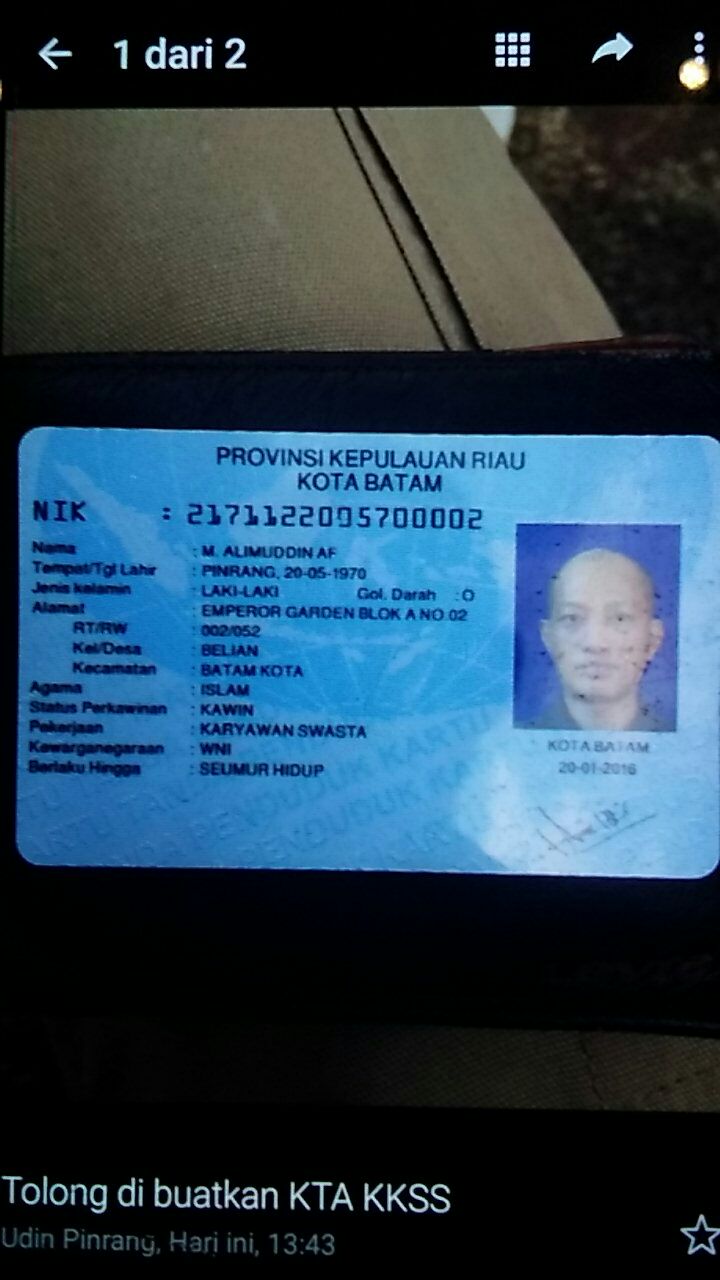 1 dari 2
PROVINSI KEPULAUAN RIAU
KOTA BATAM
NIK : 2171122005700002
Nama : M. ALIMUDDIN AF
Tempat/Tgl Lahir : PINRANG, 20-05-1970
Jenis kelamin : LAKI-LAKI Gol. Darah : O
Alamat : EMPEROR GARDEN BLOK A NO 02
RT/RW : 002/052
Kel/Desa : BELIAN
Kecamatan : BATAM KOTA
Agama : ISLAM
Status Perkawinan : KAWIN
Pekerjaan : KARYAWAN SWASTA
Kewarganegaraan : WNI
Berlaku Hingga : SEUMUR HIDUP
KOTA BATAM
20-01-2016
Tolong di buatkan KTA KKSS
Udin Pinrang, Hari ini, 13:43